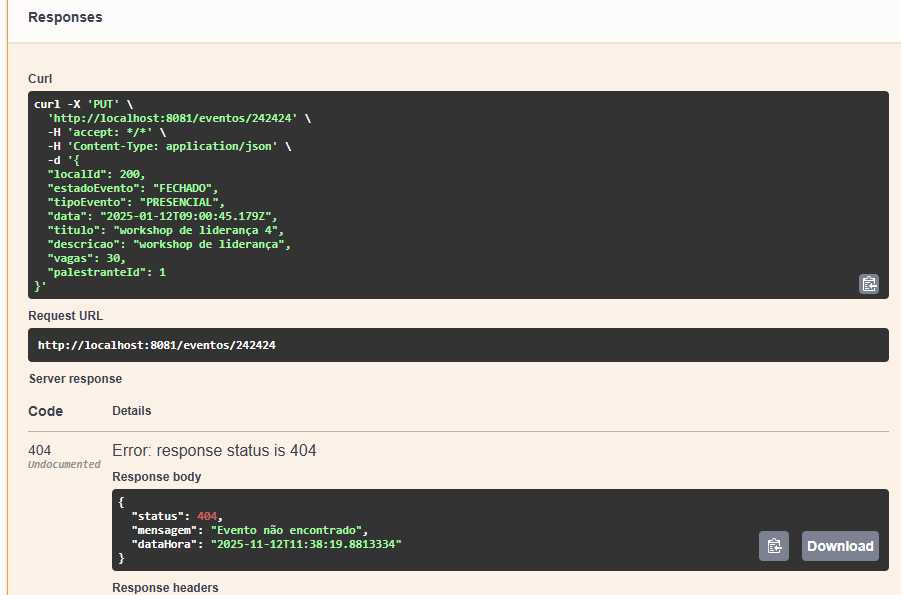 Responses
Curl
curl -X 'PUT' \
  'http://localhost:8081/eventos/242424' \
  -H 'accept: */*' \
  -H 'Content-Type: application/json' \
  -d '{
  "localId": 200,
  "estadoEvento": "FECHADO",
  "tipoEvento": "PRESENCIAL",
  "data": "2025-01-12T09:00:45.179Z",
  "titulo": "workshop de liderança 4",
  "descricao": "workshop de liderança",
  "vagas": 30,
  "palestranteId": 1
}'
Request URL
http://localhost:8081/eventos/242424
Server response
Code Details
404 Error: response status is 404
Undocumented
Response body
{
  "status": 404,
  "mensagem": "Evento não encontrado",
  "dataHora": "2025-11-12T11:38:19.8813334"
}
Download
Response headers